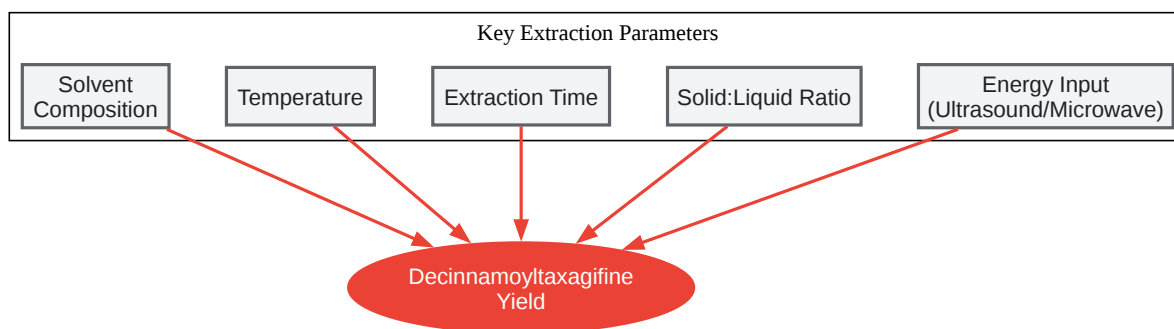 Key Extraction Parameters
Solvent
Composition
Temperature
Extraction Time
Solid:Liquid Ratio
Energy Input
(Ultrasound/Microwave)
Decinnamoyltaxagifine
Yield